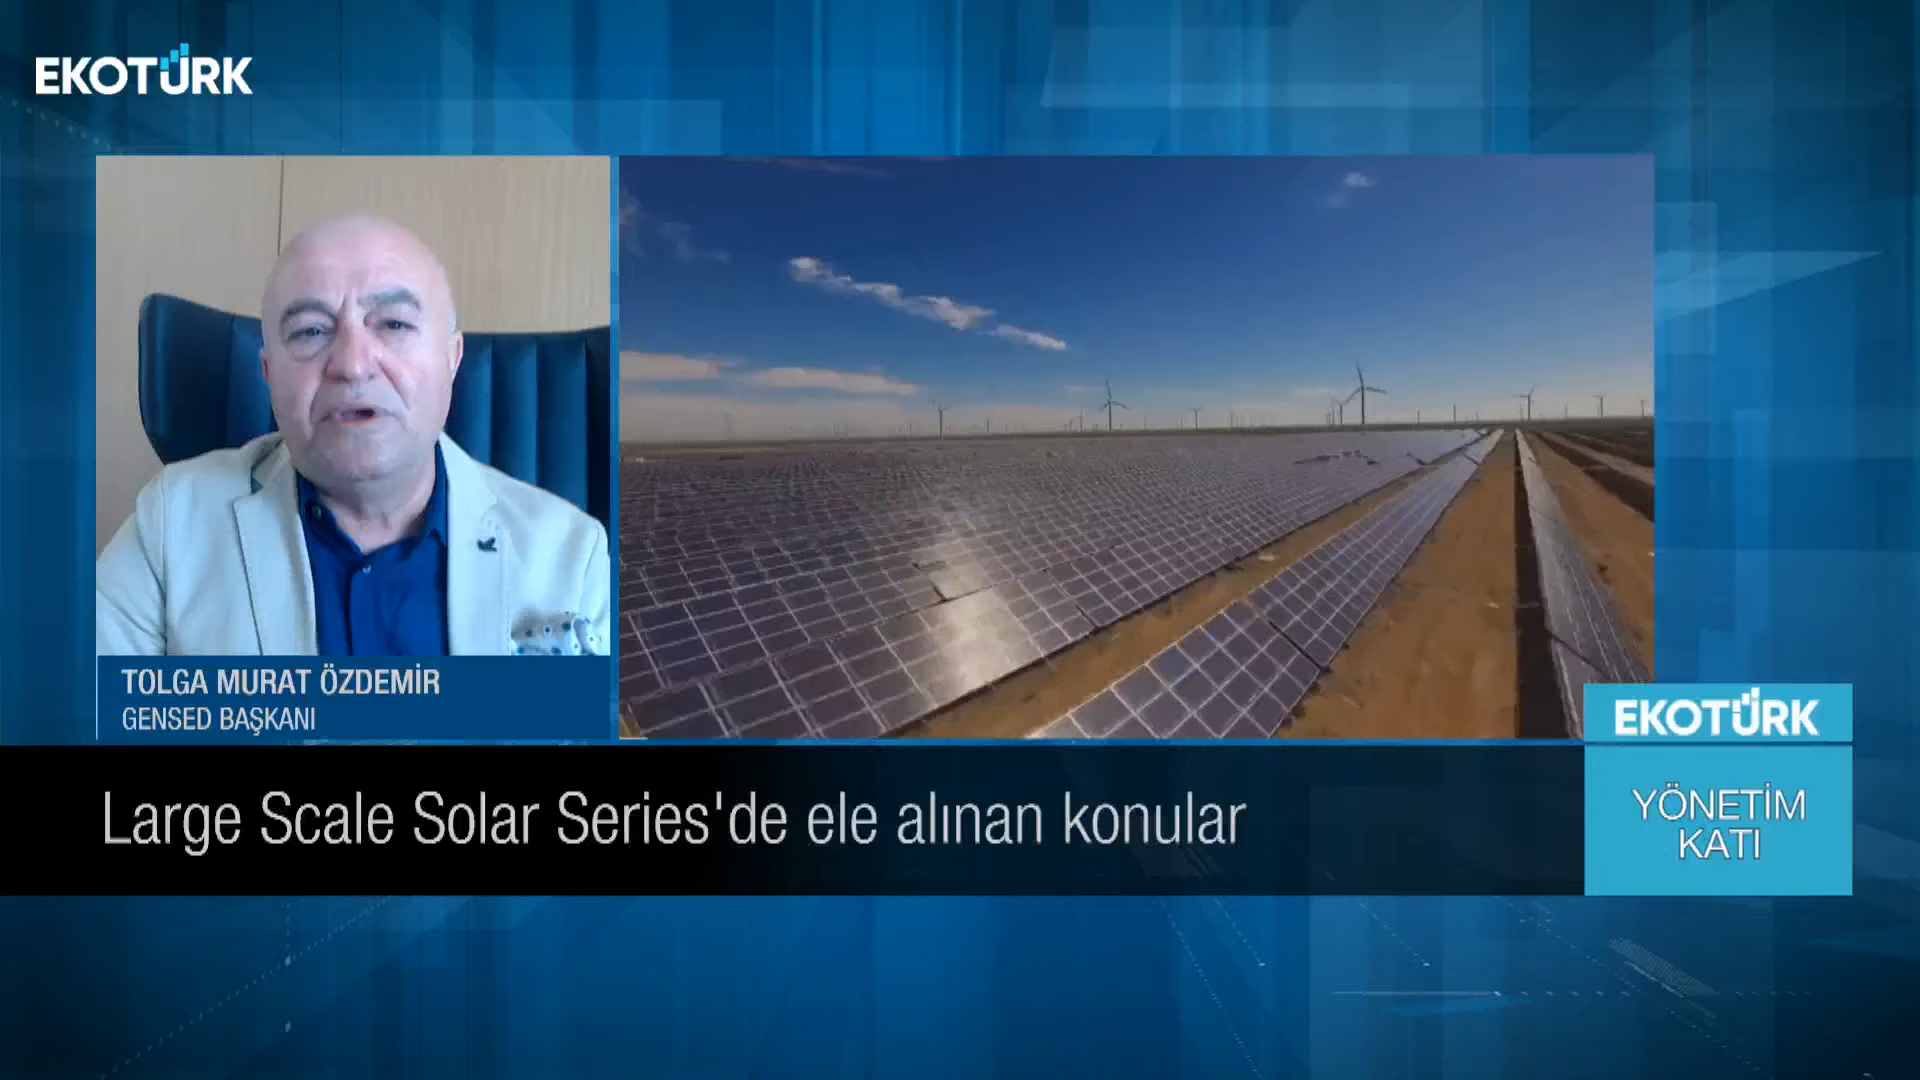 EKOTÜRK
TOLGA MURAT ÖZDEMİR
GENSED BAŞKANI
Large Scale Solar Series'de ele alınan konular
EKOTÜRK
YÖNETİM
KATI